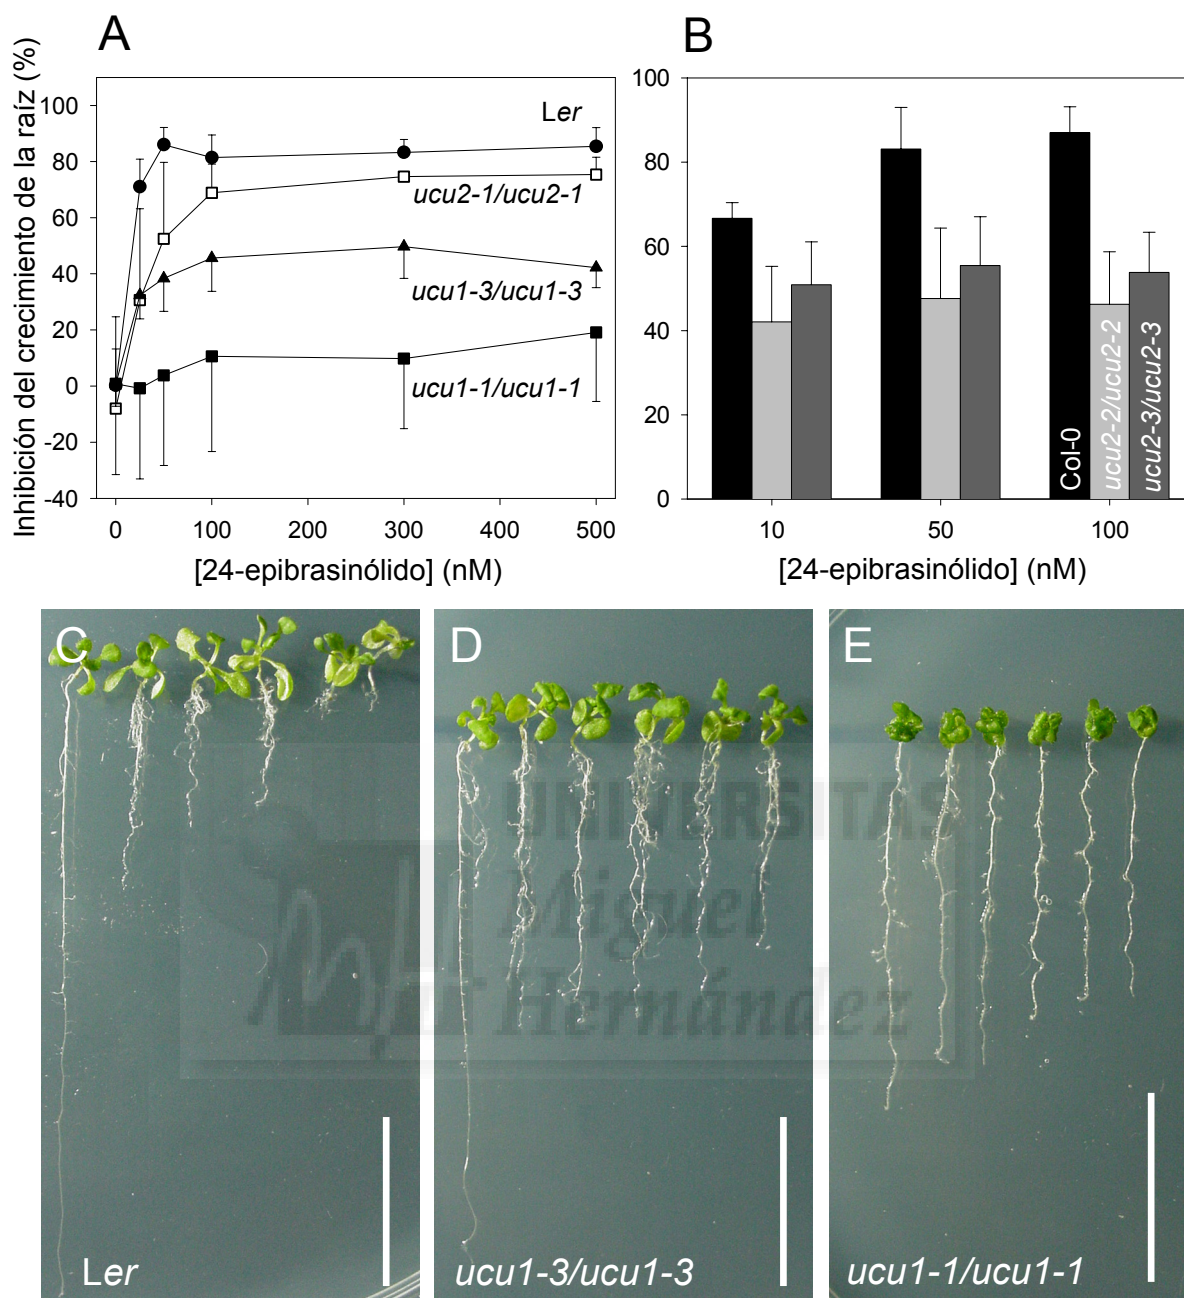 A
B
Inhibición del crecimiento de la raíz (%)
100
80
60
40
20
0
-20
-40
Ler
ucu2-1/ucu2-1
ucu1-3/ucu1-3
ucu1-1/ucu1-1
0
100
200
300
400
500
[24-epibrasinólido] (nM)
100
80
60
40
20
0
Col-0
ucu2-2/ucu2-2
ucu2-3/ucu2-3
10
50
100
[24-epibrasinólido] (nM)
C
D
E
UNIVERSITAS
Miguel
Hernández
Ler
ucu1-3/ucu1-3
ucu1-1/ucu1-1